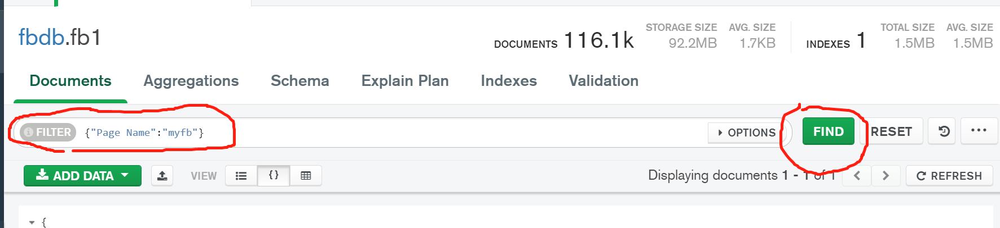 fbdb.fb1
DOCUMENTS 116.1k STORAGE SIZE 92.2MB AVG. SIZE 1.7KB INDEXES 1 TOTAL SIZE 1.5MB AVG. SIZE 1.5MB
Documents Aggregations Schema Explain Plan Indexes Validation
FILTER {"Page Name":"myfb"} OPTIONS FIND RESET ...
ADD DATA VIEW {} Displaying documents 1 - 1 of 1 < > REFRESH
{